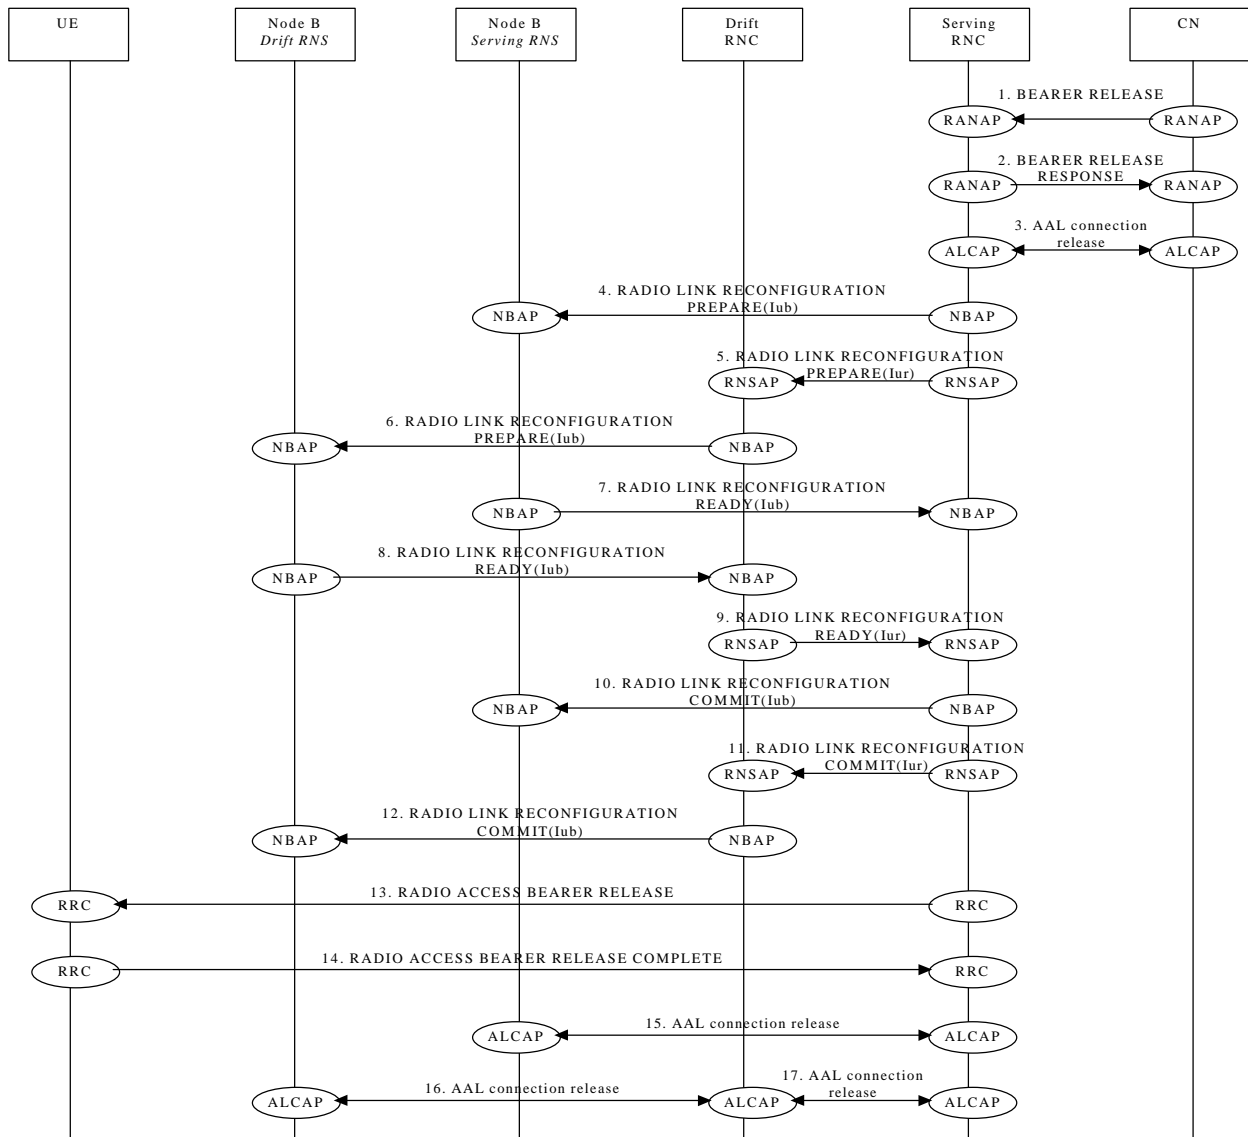 UE
Node B
Drift RNS
Node B
Serving RNS
Drift
RNC
Serving
RNC
CN
1. BEARER RELEASE
RANAP
RANAP
2. BEARER RELEASE
RESPONSE
RANAP
RANAP
3. AAL connection
release
ALCAP
ALCAP
4. RADIO LINK RECONFIGURATION
PREPARE(Iub)
NBAP
NBAP
5. RADIO LINK RECONFIGURATION
PREPARE(Iur)
RNSAP
RNSAP
6. RADIO LINK RECONFIGURATION
PREPARE(Iub)
NBAP
NBAP
7. RADIO LINK RECONFIGURATION
READY(Iub)
NBAP
NBAP
8. RADIO LINK RECONFIGURATION
READY(Iub)
NBAP
NBAP
9. RADIO LINK RECONFIGURATION
READY(Iur)
RNSAP
RNSAP
10. RADIO LINK RECONFIGURATION
COMMIT(Iub)
NBAP
NBAP
11. RADIO LINK RECONFIGURATION
COMMIT(Iur)
RNSAP
RNSAP
12. RADIO LINK RECONFIGURATION
COMMIT(Iub)
NBAP
NBAP
13. RADIO ACCESS BEARER RELEASE
RRC
RRC
14. RADIO ACCESS BEARER RELEASE COMPLETE
RRC
RRC
15. AAL connection release
ALCAP
ALCAP
16. AAL connection release
17. AAL connection
release
ALCAP
ALCAP
ALCAP